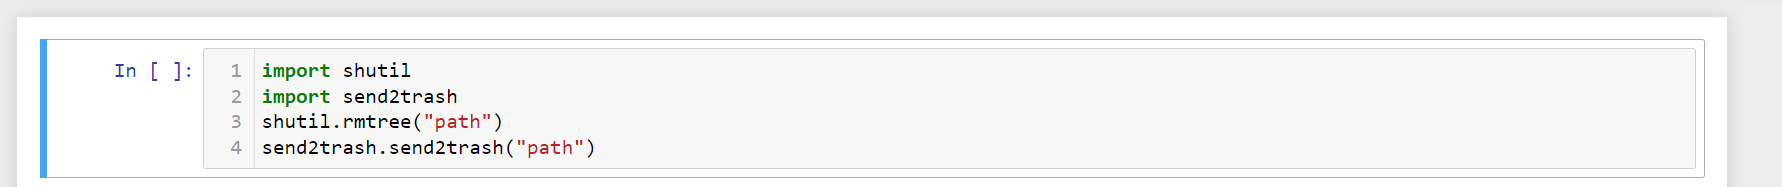 In [ ]:
1 import shutil
2 import send2trash
3 shutil.rmtree("path")
4 send2trash.send2trash("path")